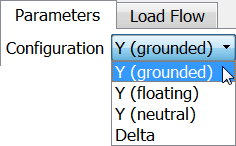 Parameters Load Flow
Configuration Y (grounded)
Y (grounded)
Y (floating)
Y (neutral)
Delta